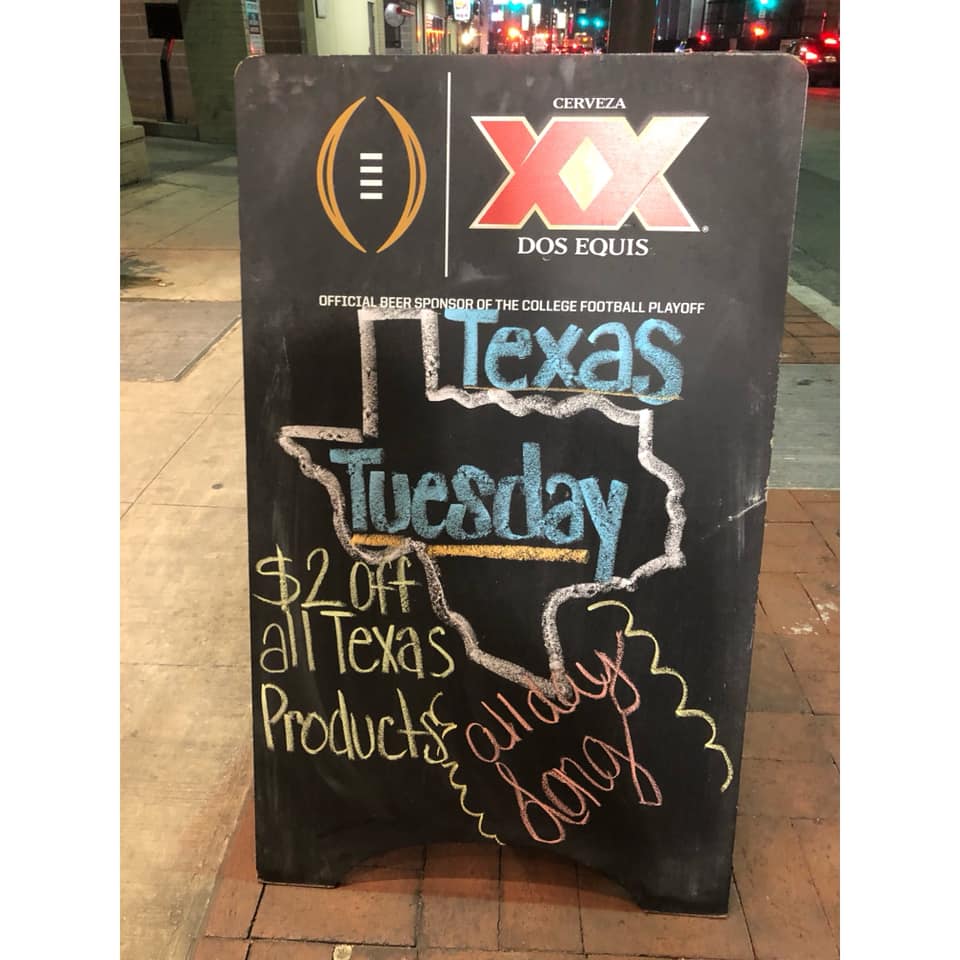 CERVEZA
XX
DOS EQUIS
OFFICIAL BEER SPONSOR OF THE COLLEGE FOOTBALL PLAYOFF
Texas
Tuesday
$2 off
all Texas
Products
all day
long